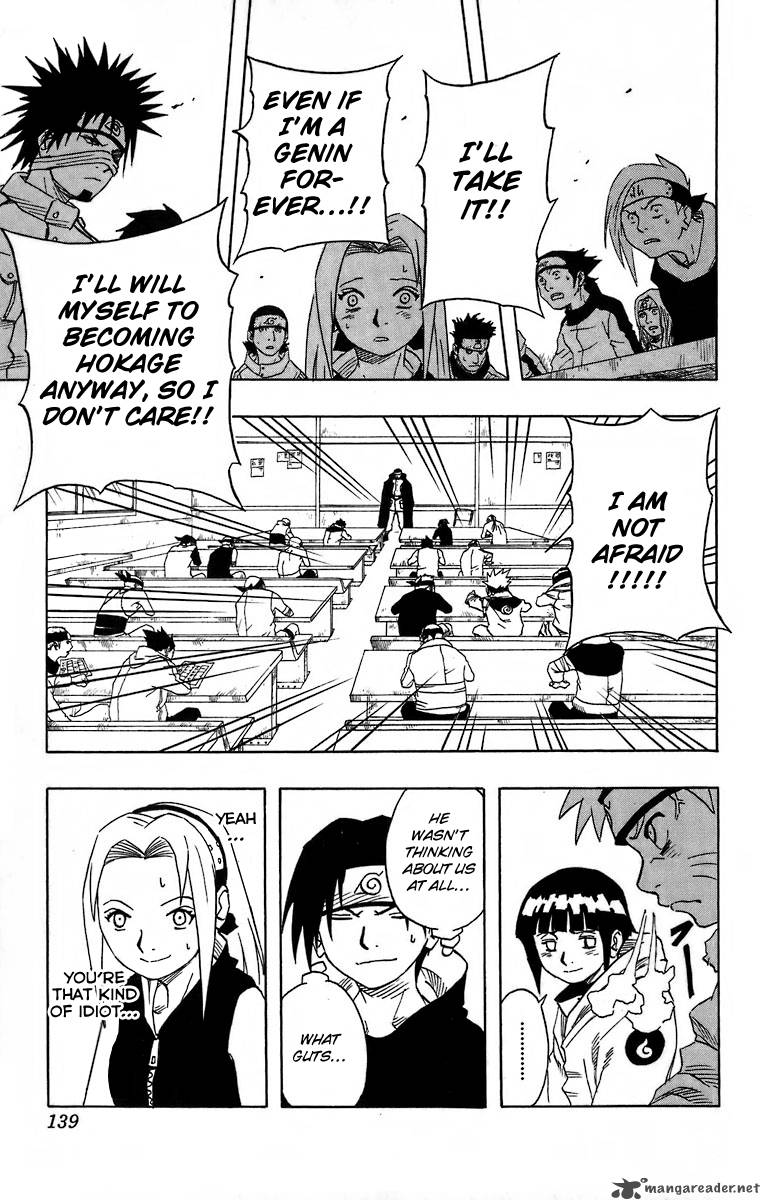 I'LL
TAKE
IT!!
EVEN IF
I'M A
GENIN
FOR-
EVER...!!
I'LL WILL
MYSELF TO
BECOMING
HOKAGE
ANYWAY, SO I
DON'T CARE!!
I AM
NOT
AFRAID
!!!!!
.........
HE
WASN'T
THINKING
ABOUT US
AT ALL...
WHAT
GUTS...
YEAH
...
YOU'RE
THAT KIND
OF IDIOT...
139
mangareader.net